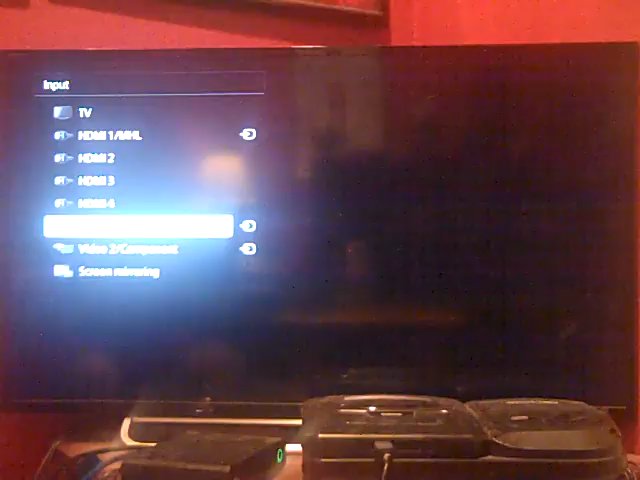 Input
TV
HDMI 1/MHL
HDMI 2
HDMI 3
HDMI 4
Video 2/Component
Screen mirroring